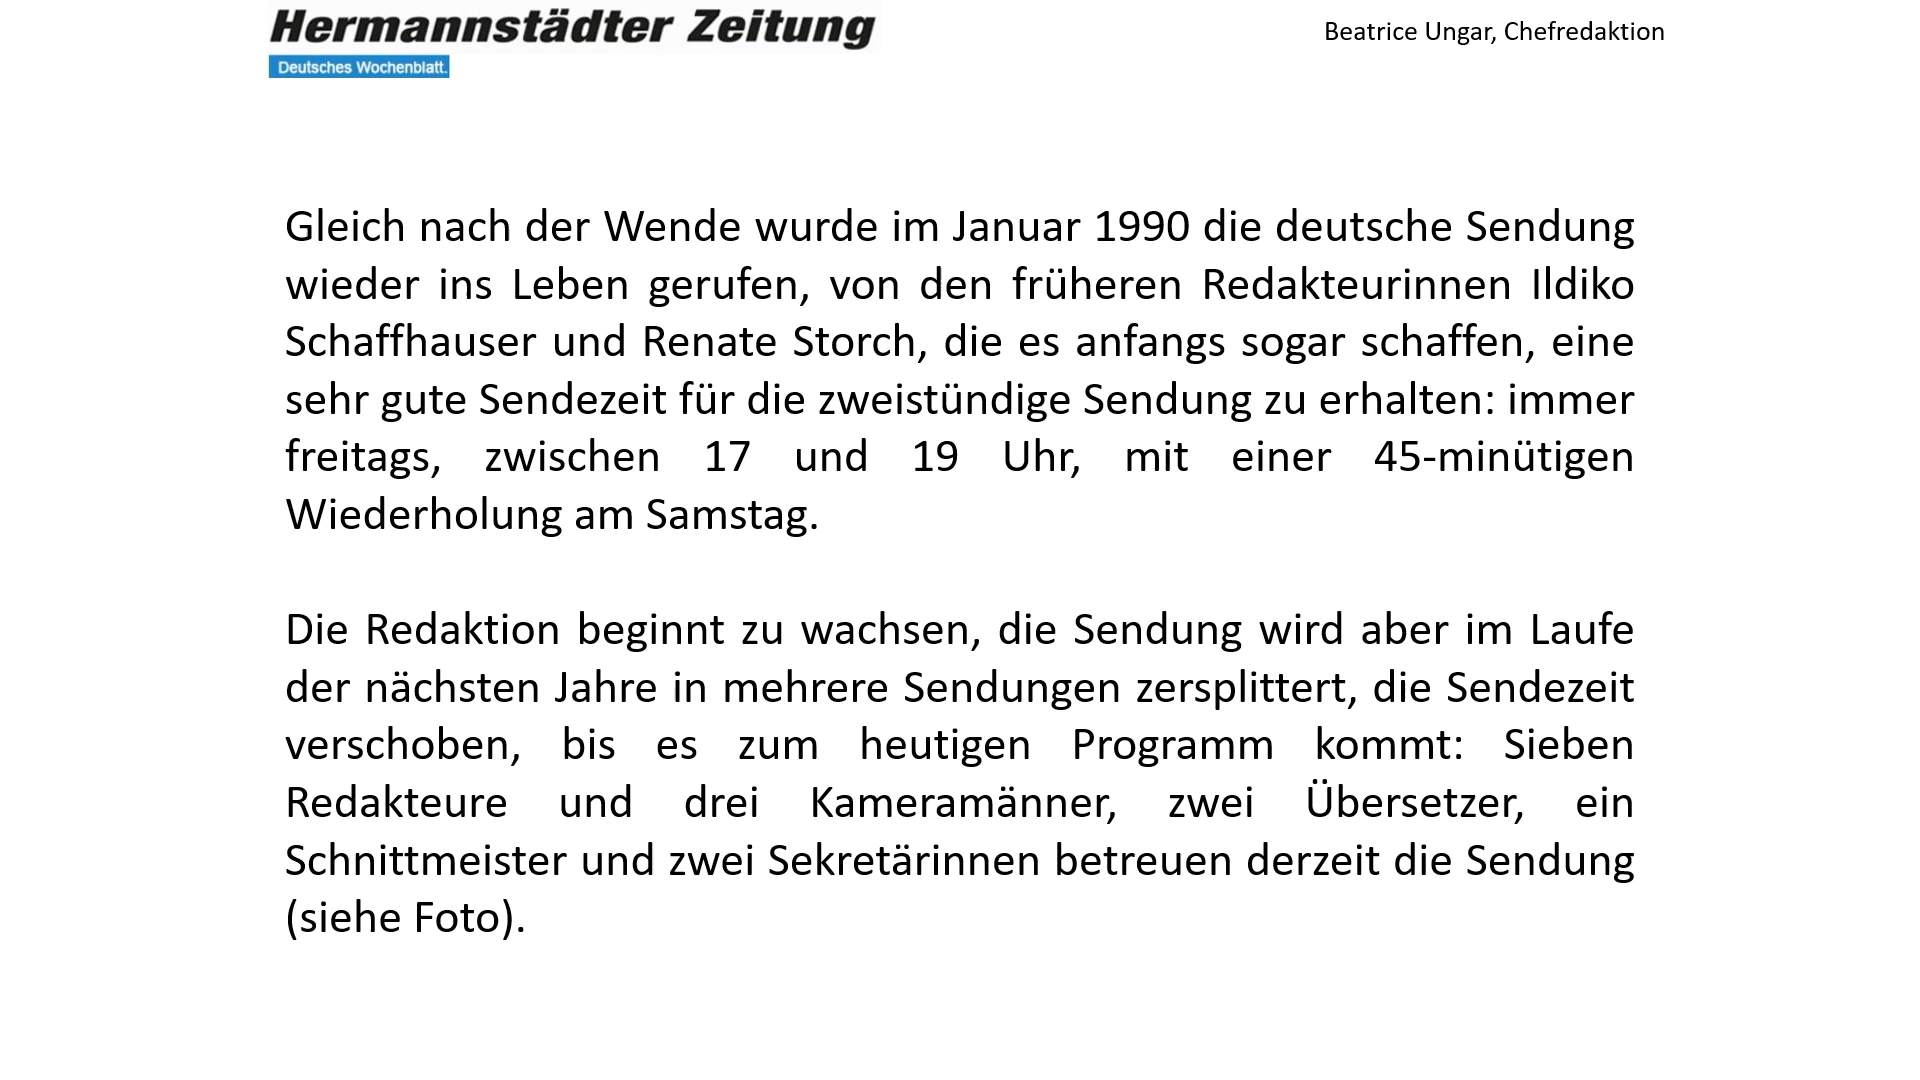 Hermannstädter Zeitung
Deutsches Wochenblatt.
Beatrice Ungar, Chefredaktion
Gleich nach der Wende wurde im Januar 1990 die deutsche Sendung
wieder ins Leben gerufen, von den früheren Redakteurinnen Ildiko
Schaffhauser und Renate Storch, die es anfangs sogar schaffen, eine
sehr gute Sendezeit für die zweistündige Sendung zu erhalten: immer
freitags, zwischen 17 und 19 Uhr, mit einer 45-minütigen
Wiederholung am Samstag.
Die Redaktion beginnt zu wachsen, die Sendung wird aber im Laufe
der nächsten Jahre in mehrere Sendungen zersplittert, die Sendezeit
verschoben, bis es zum heutigen Programm kommt: Sieben
Redakteure und drei Kameramänner, zwei Übersetzer, ein
Schnittmeister und zwei Sekretärinnen betreuen derzeit die Sendung
(siehe Foto).